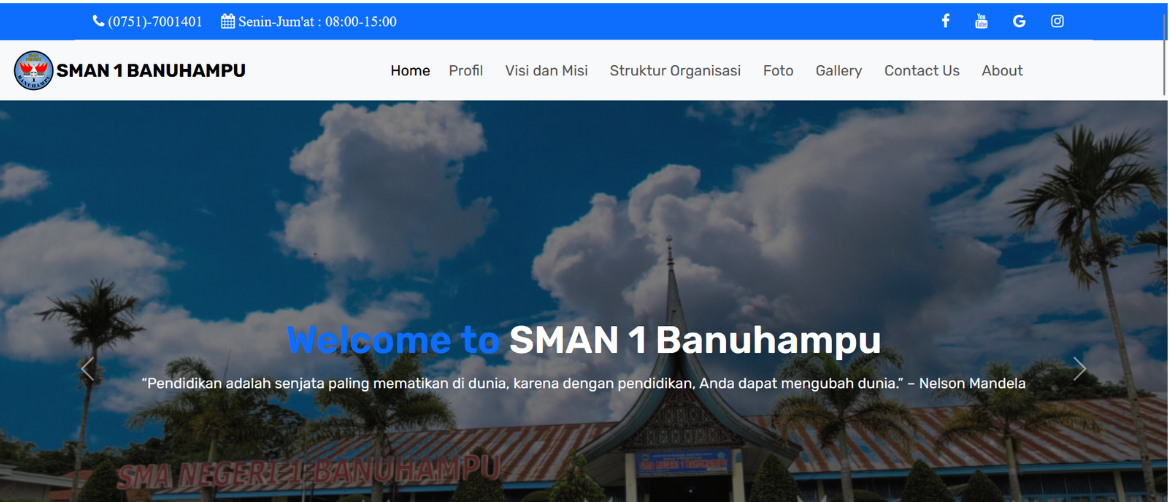 (0751)-7001401 Senin-Jum'at : 08:00-15:00
SMAN 1 BANUHAMPU Home Profil Visi dan Misi Struktur Organisasi Foto Gallery Contact Us About
Welcome to SMAN 1 Banuhampu
“Pendidikan adalah senjata paling mematikan di dunia, karena dengan pendidikan, Anda dapat mengubah dunia.” – Nelson Mandela
SMA NEGERI 1 BANUHAMPU